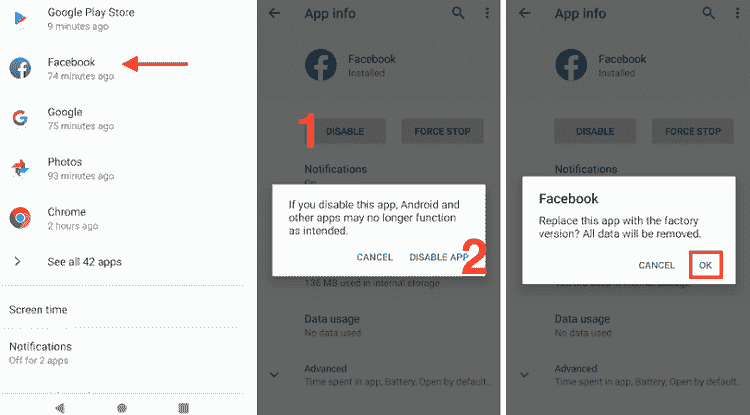 Google Play Store
9 minutes ago
Facebook
74 minutes ago
Google
75 minutes ago
Photos
93 minutes ago
Chrome
2 hours ago
See all 42 apps
Screen time
Notifications
Off for 2 apps
App info
Facebook
Installed
1
DISABLE
FORCE STOP
Notifications
On
If you disable this app, Android and
other apps may no longer function
as intended.
CANCEL
DISABLE APP
2
136 MB used in internal storage
Data usage
No data used
Advanced
Time spent in app, Battery, Open by default..
App info
Facebook
Installed
DISABLE
FORCE STOP
Notifications
Facebook
Replace this app with the factory
version? All data will be removed.
CANCEL
OK
Data usage
No data used
Advanced
Time spent in app, Battery, Open by default..